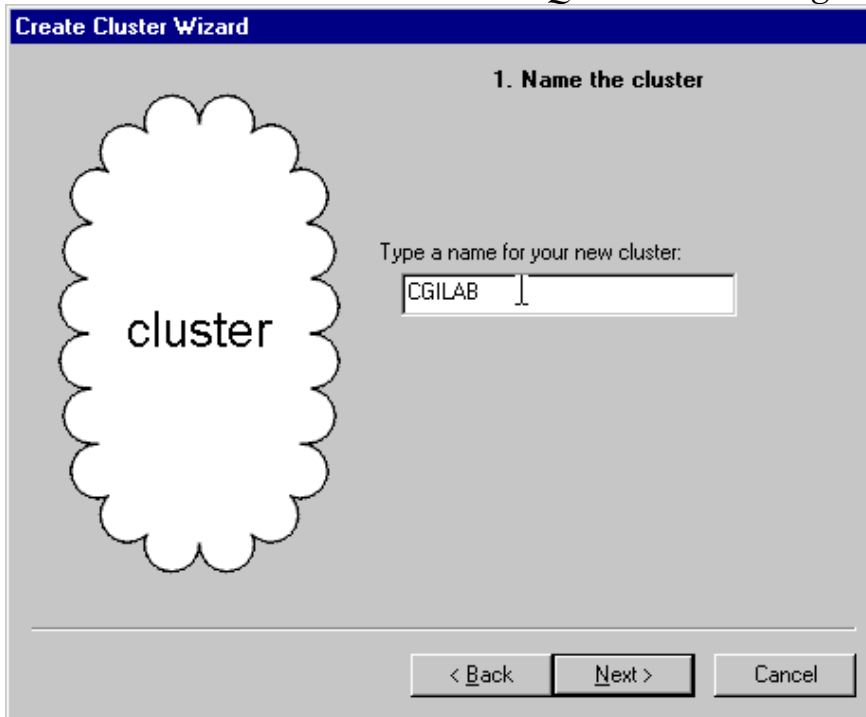 Create Cluster Wizard
1. Name the cluster
Type a name for your new cluster:
CGILAB
cluster
< Back Next > Cancel